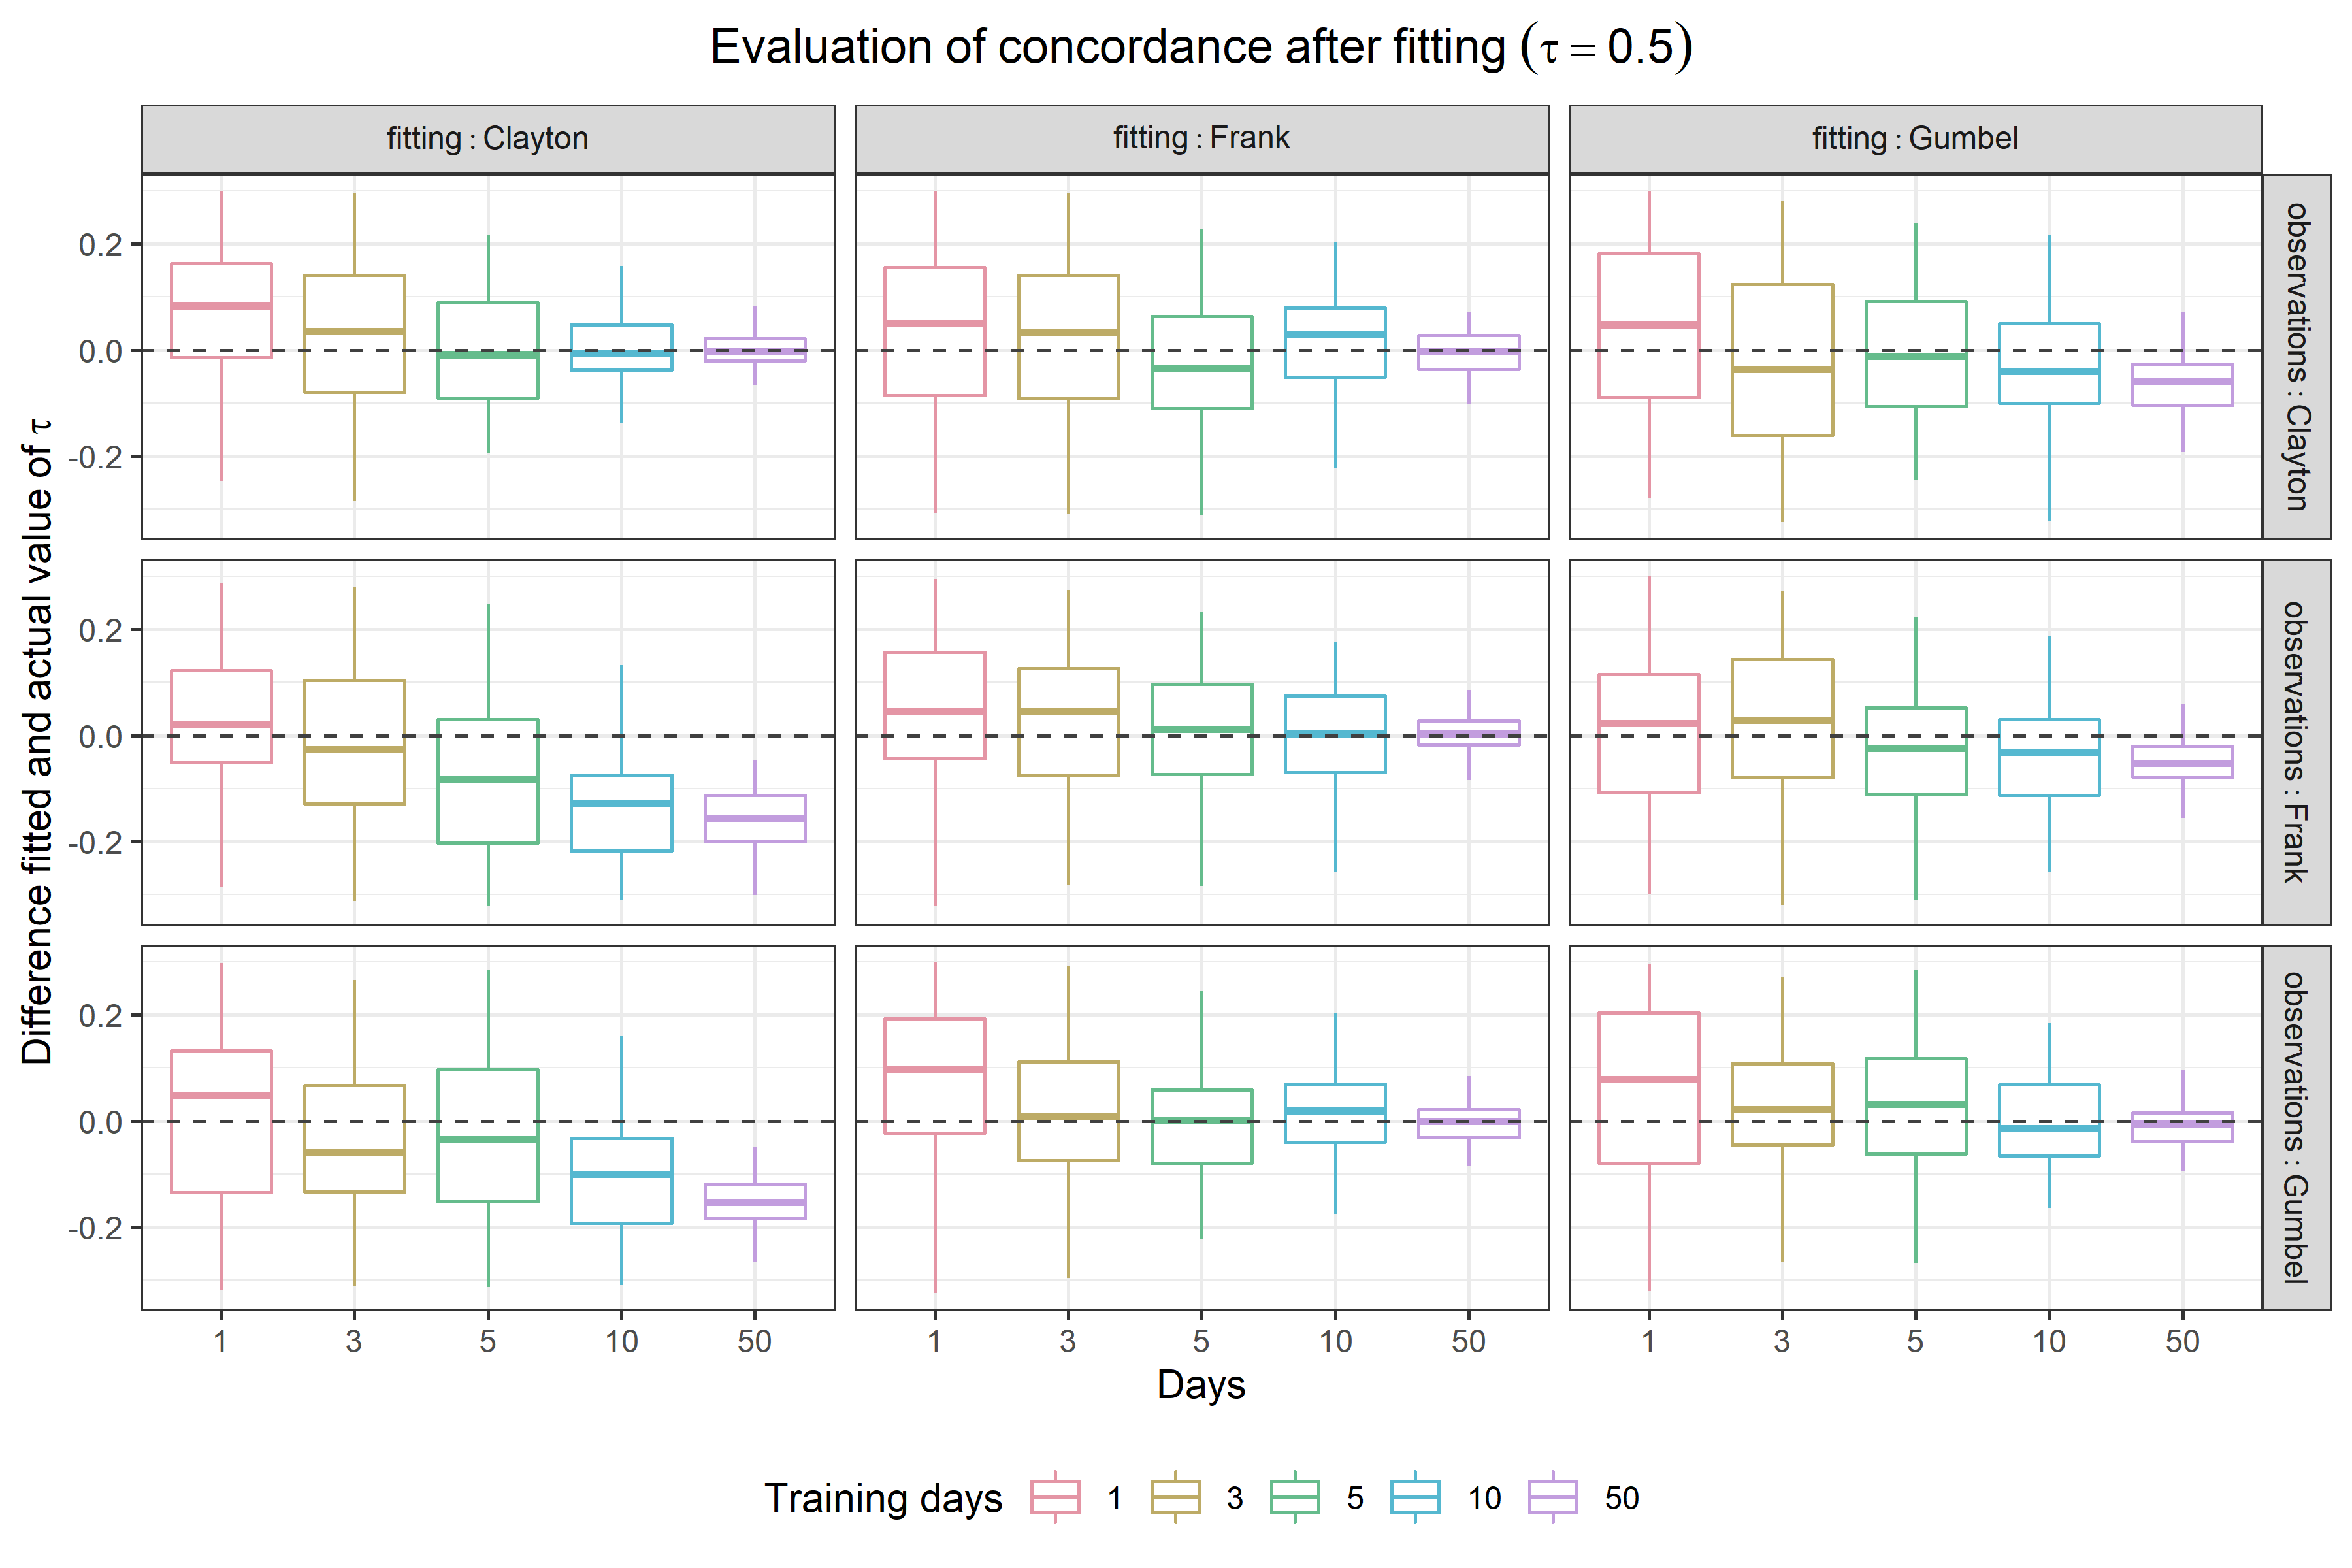 Evaluation of concordance after fitting (τ = 0.5)
fitting : Clayton
fitting : Frank
fitting : Gumbel
Difference fitted and actual value of τ
0.2
0.0
-0.2
observations : Clayton
0.2
0.0
-0.2
observations : Frank
0.2
0.0
-0.2
observations : Gumbel
1 3 5 10 50
1 3 5 10 50
1 3 5 10 50
Days
Training days 1 3 5 10 50